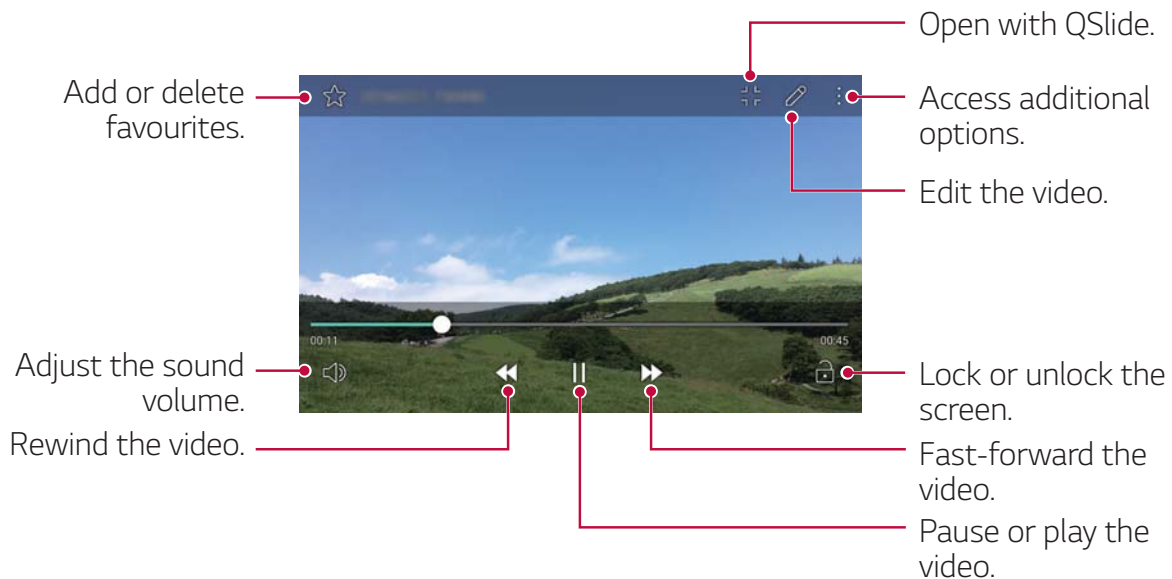 Open with QSlide.
Add or delete
favourites.
Access additional
options.
Edit the video.
00:11
00:45
Adjust the sound
volume.
Lock or unlock the
screen.
Rewind the video.
Fast-forward the
video.
Pause or play the
video.